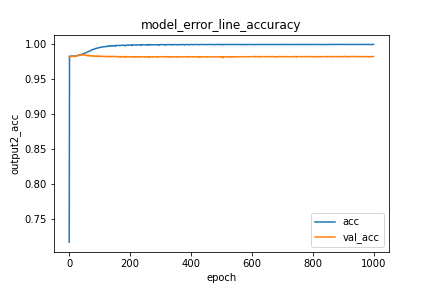 model_error_line_accuracy
1.00
0.95
0.90
0.85
0.80
0.75
output2_acc
0 200 400 600 800 1000
epoch
acc
val_acc